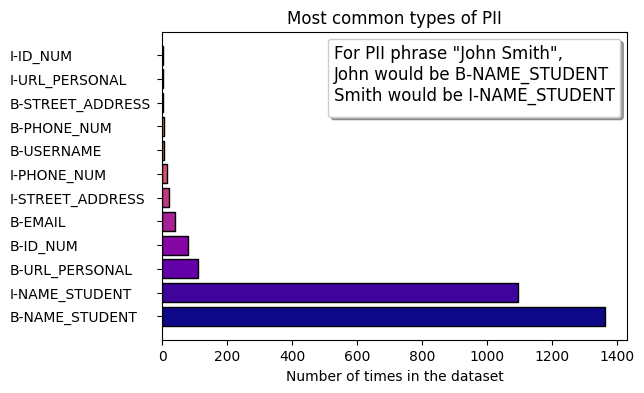 Most common types of PII
For PII phrase "John Smith",
John would be B-NAME_STUDENT
Smith would be I-NAME_STUDENT
I-ID_NUM
I-URL_PERSONAL
B-STREET_ADDRESS
B-PHONE_NUM
B-USERNAME
I-PHONE_NUM
I-STREET_ADDRESS
B-EMAIL
B-ID_NUM
B-URL_PERSONAL
I-NAME_STUDENT
B-NAME_STUDENT
0 200 400 600 800 1000 1200 1400
Number of times in the dataset